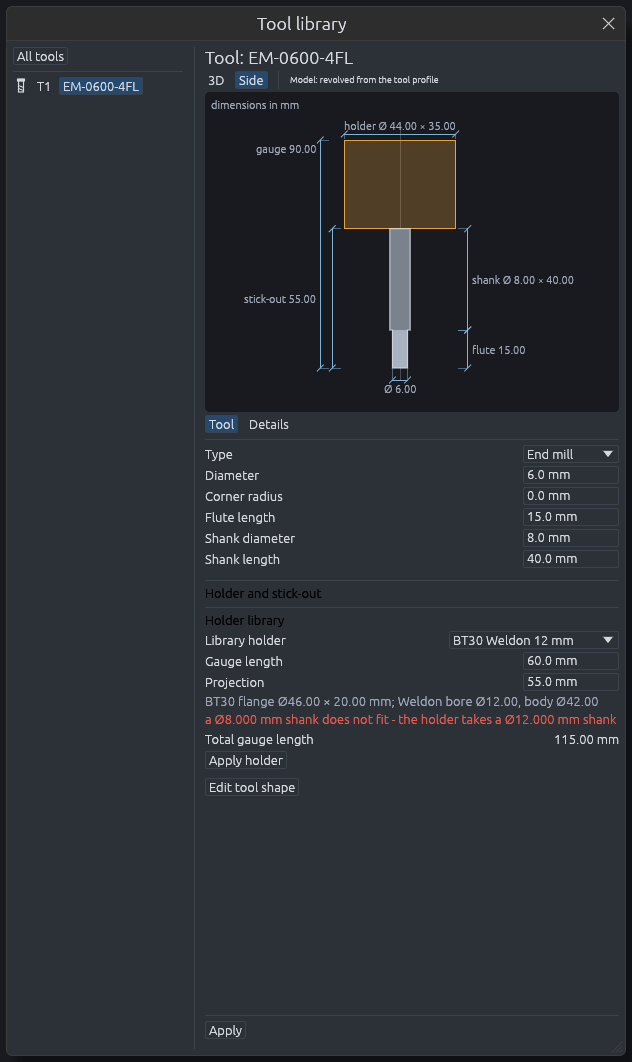 Tool library
All tools
T1 EM-0600-4FL
Tool: EM-0600-4FL
3D Side Model: revolved from the tool profile
dimensions in mm
holder Ø 44.00 × 35.00
gauge 90.00
shank Ø 8.00 × 40.00
stick-out 55.00
flute 15.00
Ø 6.00
Tool Details
Type End mill
Diameter 6.0 mm
Corner radius 0.0 mm
Flute length 15.0 mm
Shank diameter 8.0 mm
Shank length 40.0 mm
Holder and stick-out
Holder library
Library holder BT30 Weldon 12 mm
Gauge length 60.0 mm
Projection 55.0 mm
BT30 flange Ø46.00 × 20.00 mm; Weldon bore Ø12.00, body Ø42.00
a Ø8.000 mm shank does not fit - the holder takes a Ø12.000 mm shank
Total gauge length 115.00 mm
Apply holder
Edit tool shape
Apply